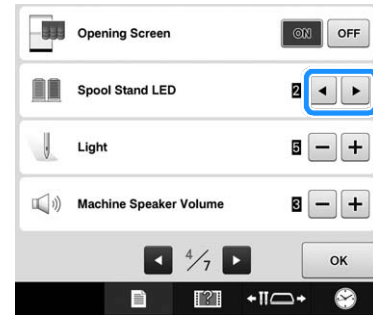 Opening Screen ON OFF
Spool Stand LED 2
Light 5 − +
Machine Speaker Volume 3 − +
4/7 OK
?